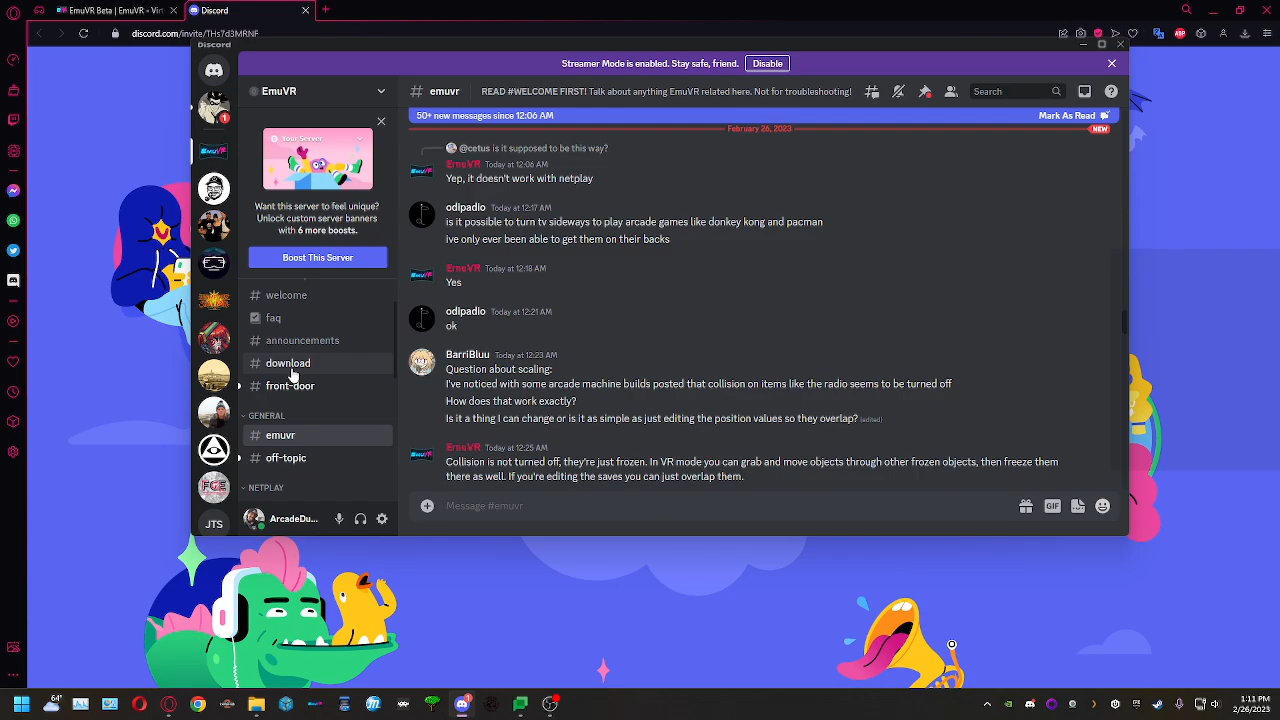 EmuVR Beta | EmuVR - Virt
Discord
discord.com/invite/THs7d3MRNF
ABP
Discord
Streamer Mode is enabled. Stay safe, friend.
Disable
EmuVR
# emuvr
READ #WELCOME FIRST! Talk about anything EmuVR related here. Not for troubleshooting!
Search
1
Your Server
Want this server to feel unique?
Unlock custom server banners
with 6 more boosts.
Boost This Server
# welcome
faq
# announcements
# download
# front-door
GENERAL
# emuvr
# off-topic
NETPLAY
JTS
ArcadeDu...
50+ new messages since 12:06 AM
Mark As Read
February 26, 2023
NEW
@cetus is it supposed to be this way?
EmuVR Today at 12:06 AM
Yep, it doesn't work with netplay
odipadio Today at 12:17 AM
is it possible to turn tv sideways to play arcade games like donkey kong and pacman
ive only ever been able to get them on their backs
EmuVR Today at 12:18 AM
Yes
odipadio Today at 12:21 AM
ok
BarriBluu Today at 12:23 AM
Question about scaling:
I've noticed with some arcade machine builds posted that collision on items like the radio seems to be turned off
How does that work exactly?
Is it a thing I can change or is it as simple as just editing the position values so they overlap? (edited)
EmuVR Today at 12:25 AM
Collision is not turned off, they're just frozen. In VR mode you can grab and move objects through other frozen objects, then freeze them
there as well. If you're editing the saves you can just overlap them.
Message #emuvr
GIF
64°
1
1:11 PM
2/26/2023